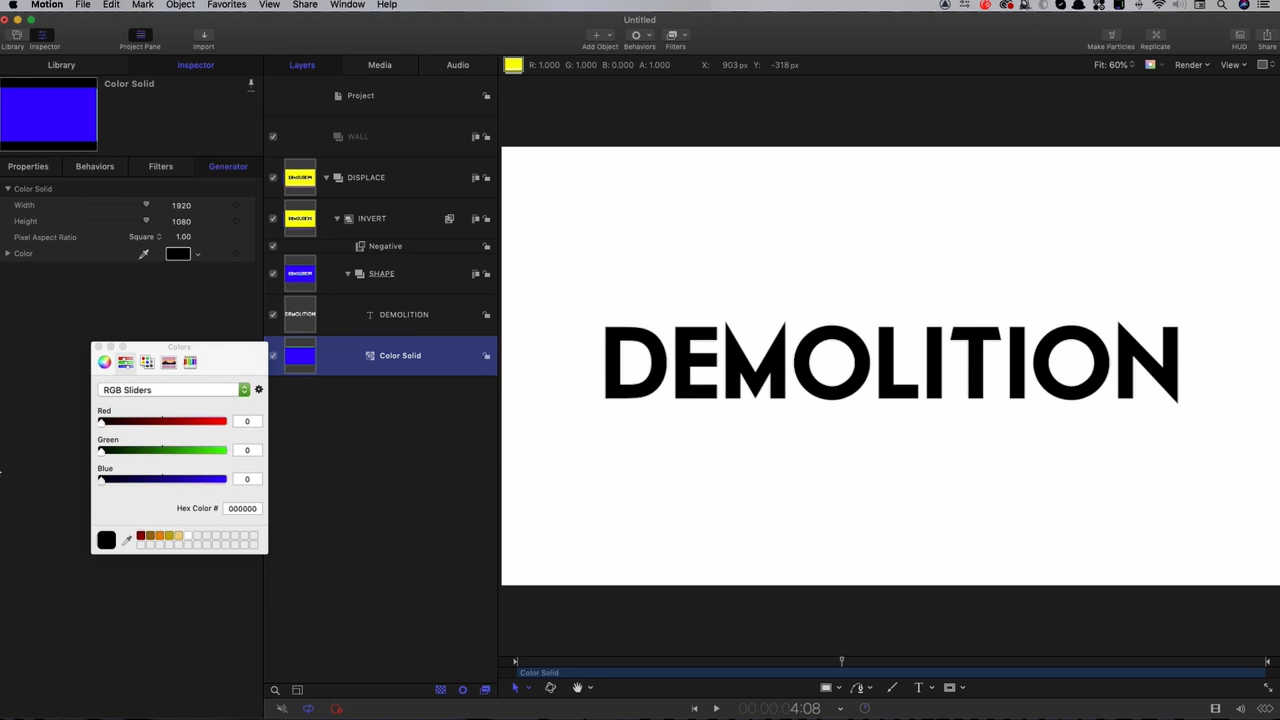 Motion File Edit Mark Object Favorites View Share Window Help
Untitled
Library Inspector Project Pane Import Add Object Behaviors Filters Make Particles Replicate HUD Share
Library Inspector Layers Media Audio R: 1.000 G: 1.000 B: 0.000 A: 1.000 X: 903 px Y: -318 px Fit: 60% Render View
Color Solid
Project
WALL
Properties Behaviors Filters Generator
DISPLACE
Color Solid
Width 1920
Height 1080
INVERT
Pixel Aspect Ratio Square 1.00
Negative
Color
SHAPE
DEMOLITION
Color Solid
Colors
RGB Sliders
Red
0
Green
0
Blue
0
Hex Color # 000000
DEMOLITION
Color Solid
T
4:08